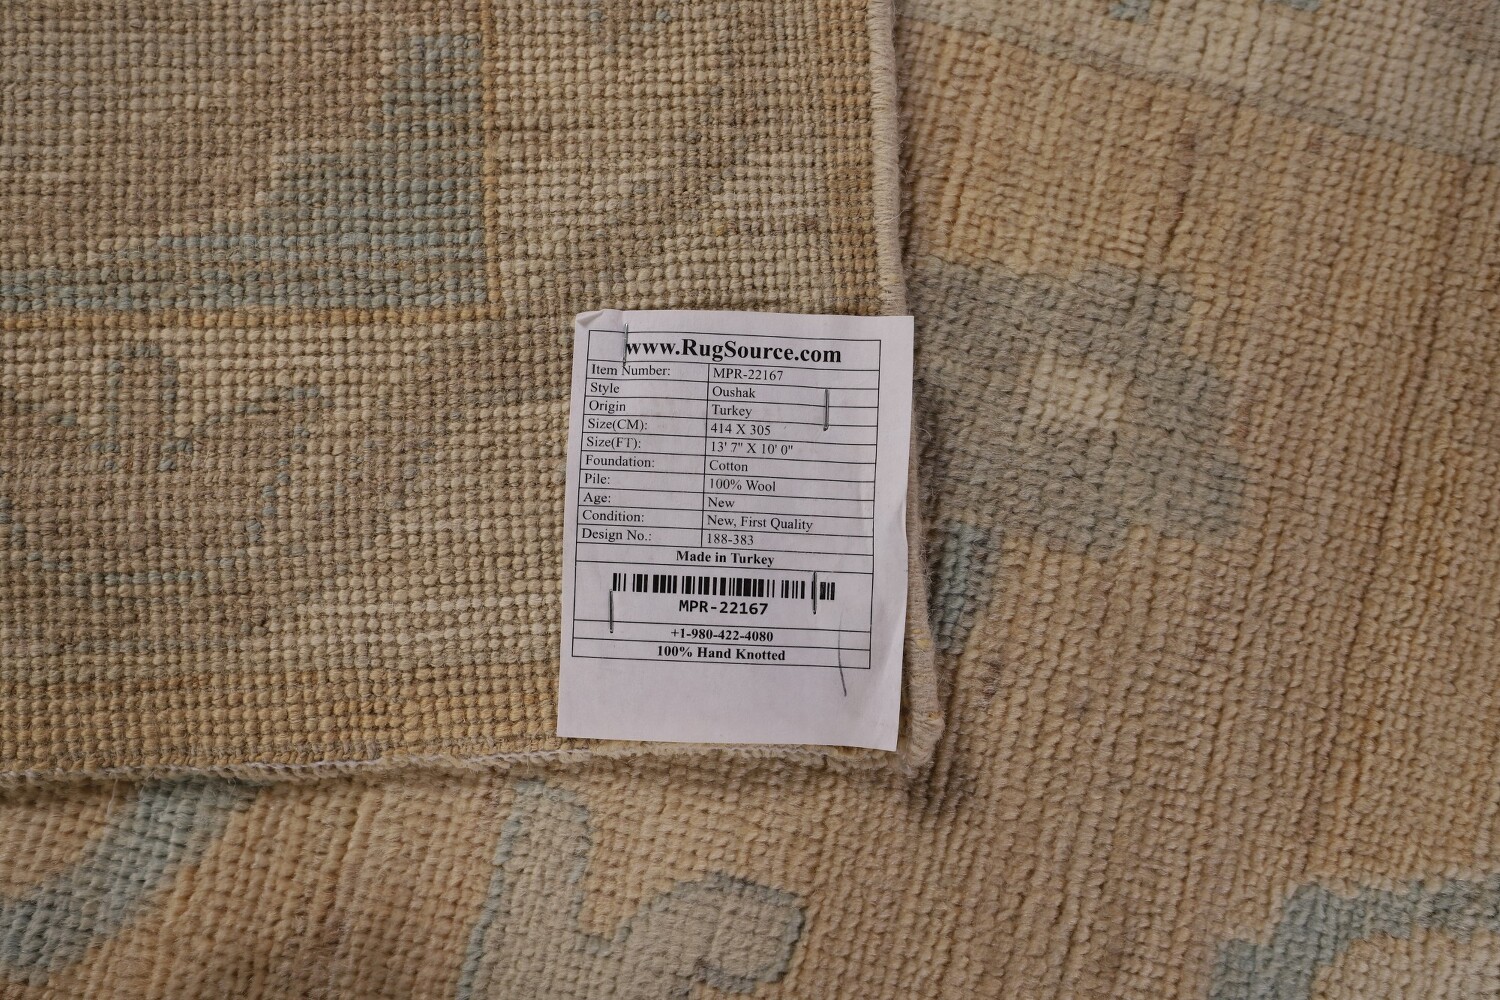 www.RugSource.com
Item Number: MPR-22167
Style Oushak
Origin Turkey
Size(CM): 414 X 305
Size(FT): 13' 7" X 10' 0"
Foundation: Cotton
Pile: 100% Wool
Age: New
Condition: New, First Quality
Design No.: 188-383
Made in Turkey
MPR-22167
+1-980-422-4080
100% Hand Knotted